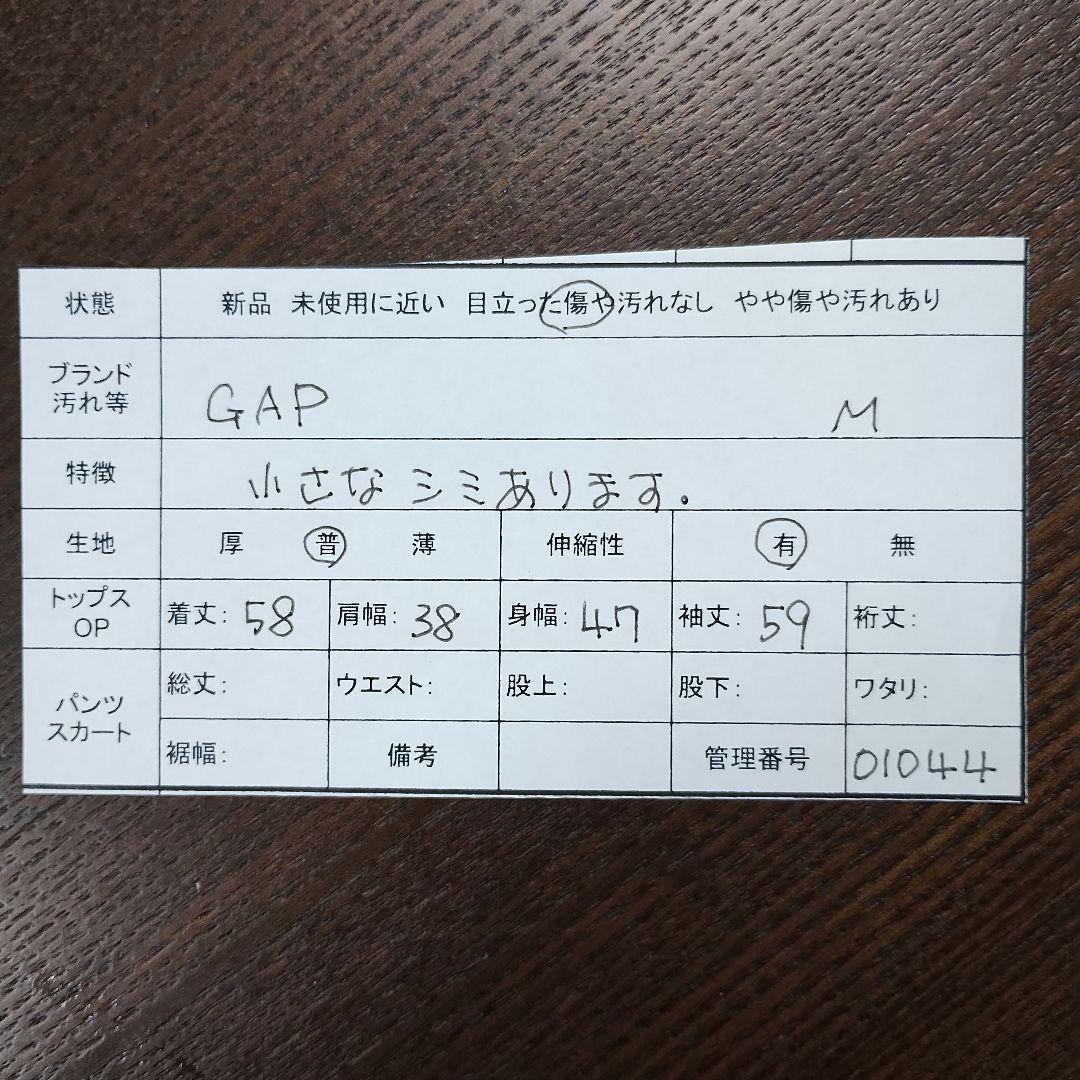 状態 新品 未使用に近い 目立った傷や汚れなし やや傷や汚れあり
ブランド
汚れ等
GAP M
特徴 小さなシミあります.
生地 厚 普 薄 伸縮性 有 無
トップス
OP
着丈: 58 肩幅: 38 身幅: 47 袖丈: 59 裄丈:
パンツ
スカート
総丈: ウエスト: 股上: 股下: ワタリ:
裾幅: 備考 管理番号 01044